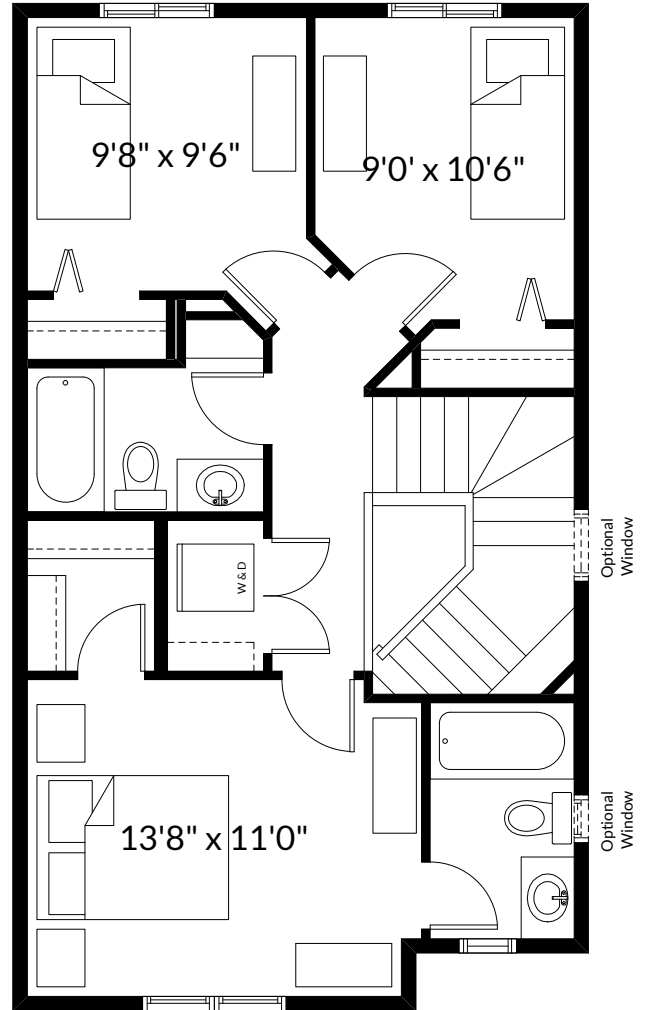 9'8" x 9'6"
9'0' x 10'6"
Optional
Window
W & D
Optional
Window
13'8" x 11'0"